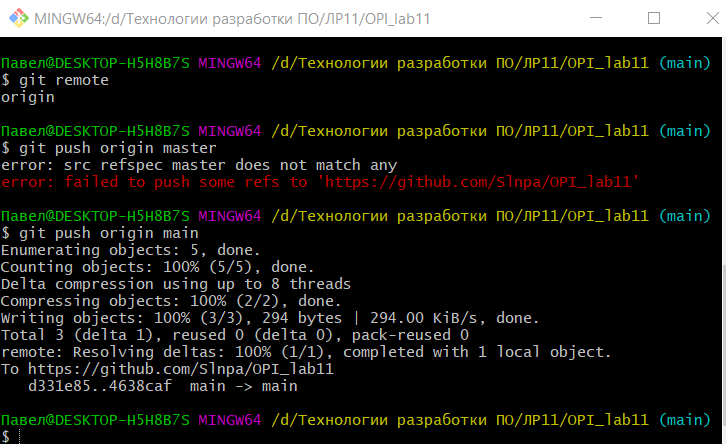 MINGW64:/d/Технологии разработки ПО/ЛР11/OPI_lab11
Павел@DESKTOP-H5H8B7S MINGW64 /d/Технологии разработки ПО/ЛР11/OPI_lab11 (main)
$ git remote
origin
Павел@DESKTOP-H5H8B7S MINGW64 /d/Технологии разработки ПО/ЛР11/OPI_lab11 (main)
$ git push origin master
error: src refspec master does not match any
error: failed to push some refs to 'https://github.com/Slnpa/OPI_lab11'
Павел@DESKTOP-H5H8B7S MINGW64 /d/Технологии разработки ПО/ЛР11/OPI_lab11 (main)
$ git push origin main
Enumerating objects: 5, done.
Counting objects: 100% (5/5), done.
Delta compression using up to 8 threads
Compressing objects: 100% (2/2), done.
Writing objects: 100% (3/3), 294 bytes | 294.00 KiB/s, done.
Total 3 (delta 1), reused 0 (delta 0), pack-reused 0
remote: Resolving deltas: 100% (1/1), completed with 1 local object.
To https://github.com/Slnpa/OPI_lab11
   d331e85..4638caf  main -> main
Павел@DESKTOP-H5H8B7S MINGW64 /d/Технологии разработки ПО/ЛР11/OPI_lab11 (main)
$